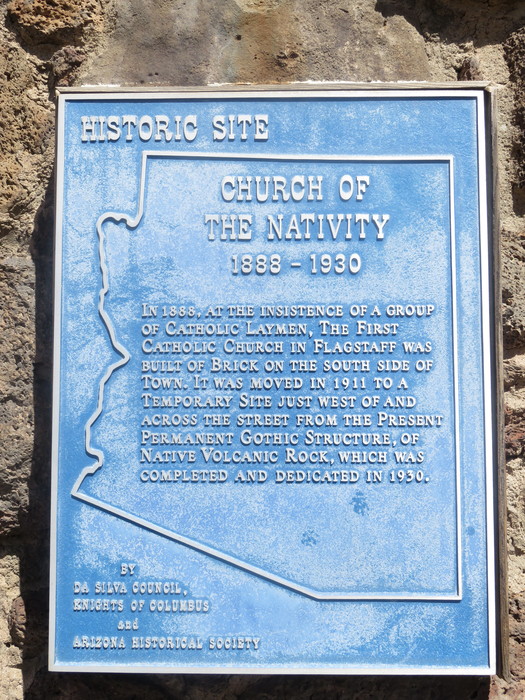 HISTORIC SITE
CHURCH OF
THE NATIVITY
1888 - 1930
IN 1888, AT THE INSISTENCE OF A GROUP
OF CATHOLIC LAYMEN, THE FIRST
CATHOLIC CHURCH IN FLAGSTAFF WAS
BUILT OF BRICK ON THE SOUTH SIDE OF
TOWN. IT WAS MOVED IN 1911 TO A
TEMPORARY SITE JUST WEST OF AND
ACROSS THE STREET FROM THE PRESENT
PERMANENT GOTHIC STRUCTURE, OF
NATIVE VOLCANIC ROCK, WHICH WAS
COMPLETED AND DEDICATED IN 1930.
BY
DA SILVA COUNCIL,
KNIGHTS OF COLUMBUS
and
ARIZONA HISTORICAL SOCIETY